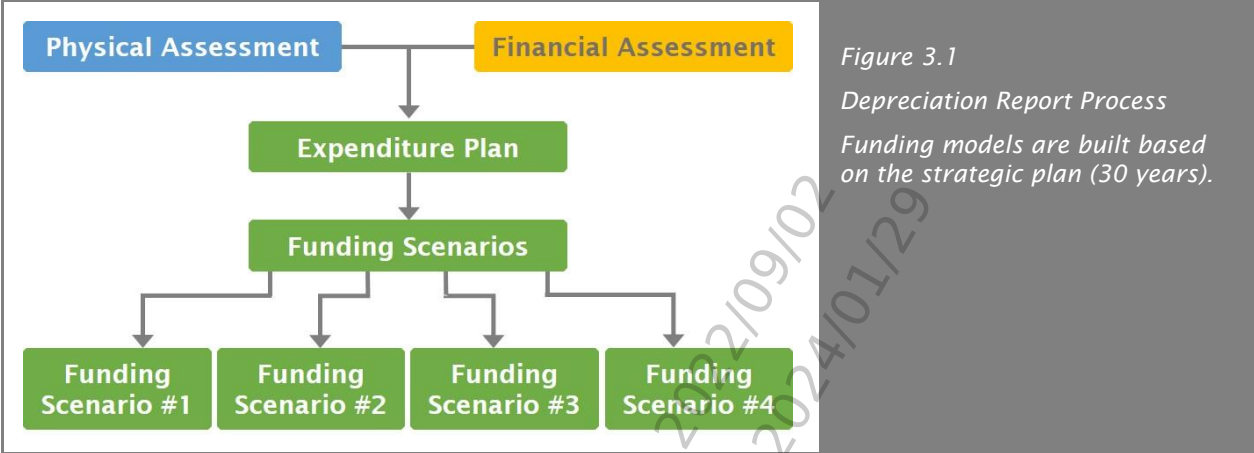 Physical Assessment
Financial Assessment
Expenditure Plan
Funding Scenarios
Funding
Scenario #1
Funding
Scenario #2
Funding
Scenario #3
Funding
Scenario #4
Figure 3.1
Depreciation Report Process
Funding models are built based
on the strategic plan (30 years).
2022/09/02
2024/01/29